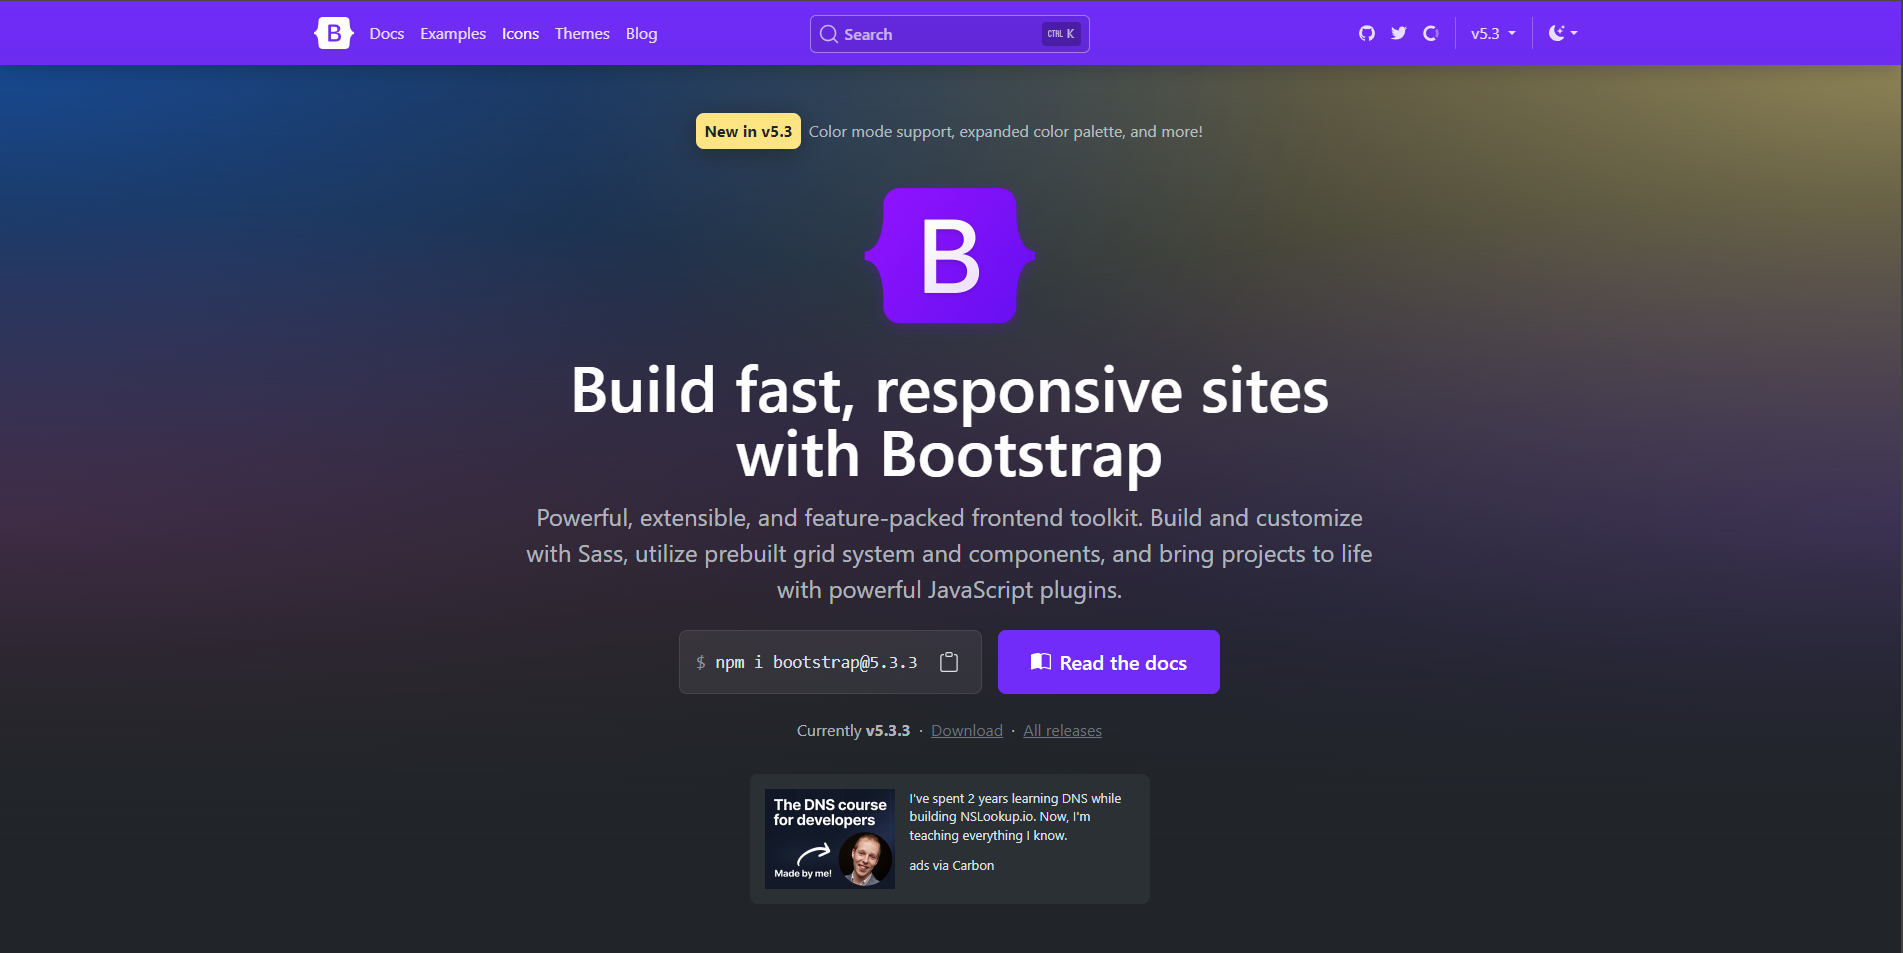 B Docs Examples Icons Themes Blog Search CTRL K v5.3
New in v5.3 Color mode support, expanded color palette, and more!
B
Build fast, responsive sites
with Bootstrap
Powerful, extensible, and feature-packed frontend toolkit. Build and customize
with Sass, utilize prebuilt grid system and components, and bring projects to life
with powerful JavaScript plugins.
$ npm i bootstrap@5.3.3 Read the docs
Currently v5.3.3 · Download · All releases
The DNS course
for developers
Made by me!
I've spent 2 years learning DNS while
building NSLookup.io. Now, I'm
teaching everything I know.
ads via Carbon